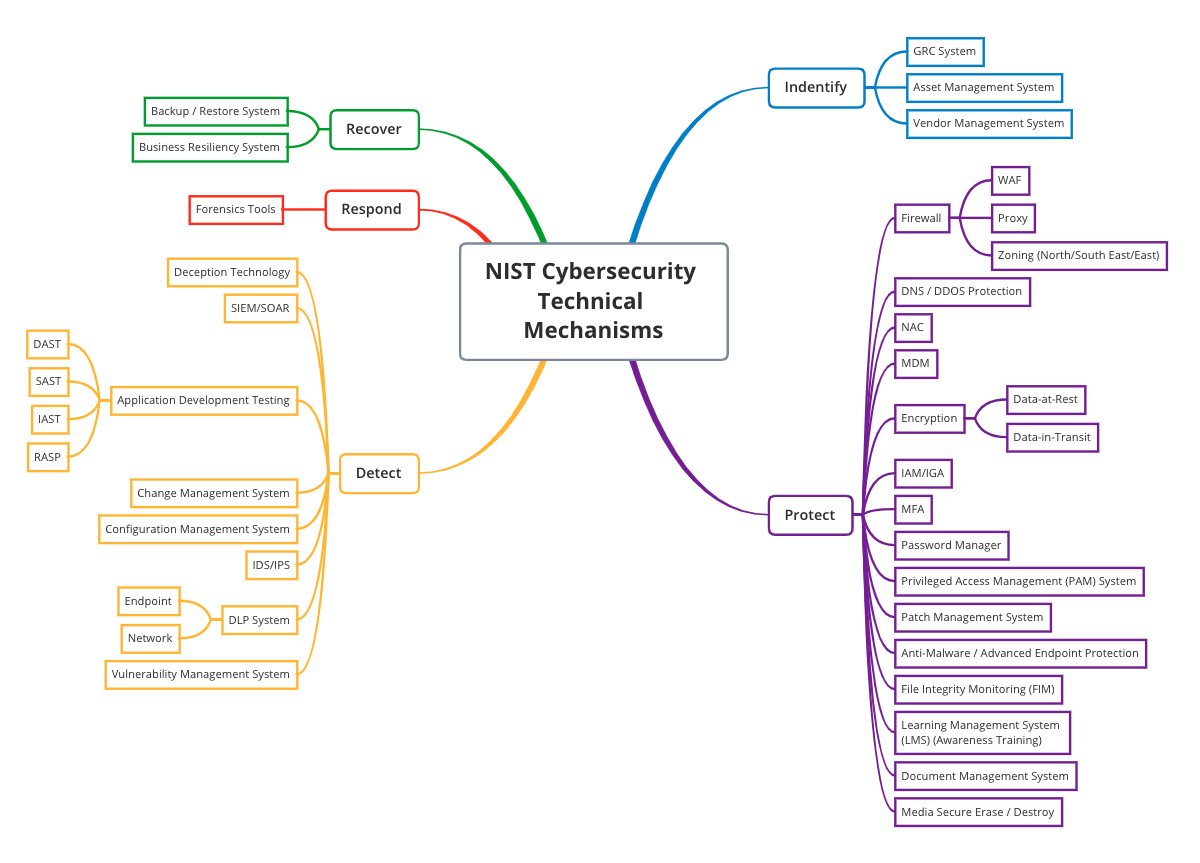 NIST Cybersecurity
Technical
Mechanisms
Indentify
GRC System
Asset Management System
Vendor Management System
Protect
Firewall
WAF
Proxy
Zoning (North/South East/East)
DNS / DDOS Protection
NAC
MDM
Encryption
Data-at-Rest
Data-in-Transit
IAM/IGA
MFA
Password Manager
Privileged Access Management (PAM) System
Patch Management System
Anti-Malware / Advanced Endpoint Protection
File Integrity Monitoring (FIM)
Learning Management System
(LMS) (Awareness Training)
Document Management System
Media Secure Erase / Destroy
Recover
Backup / Restore System
Business Resiliency System
Respond
Forensics Tools
Detect
Deception Technology
SIEM/SOAR
Application Development Testing
DAST
SAST
IAST
RASP
Change Management System
Configuration Management System
IDS/IPS
DLP System
Endpoint
Network
Vulnerability Management System